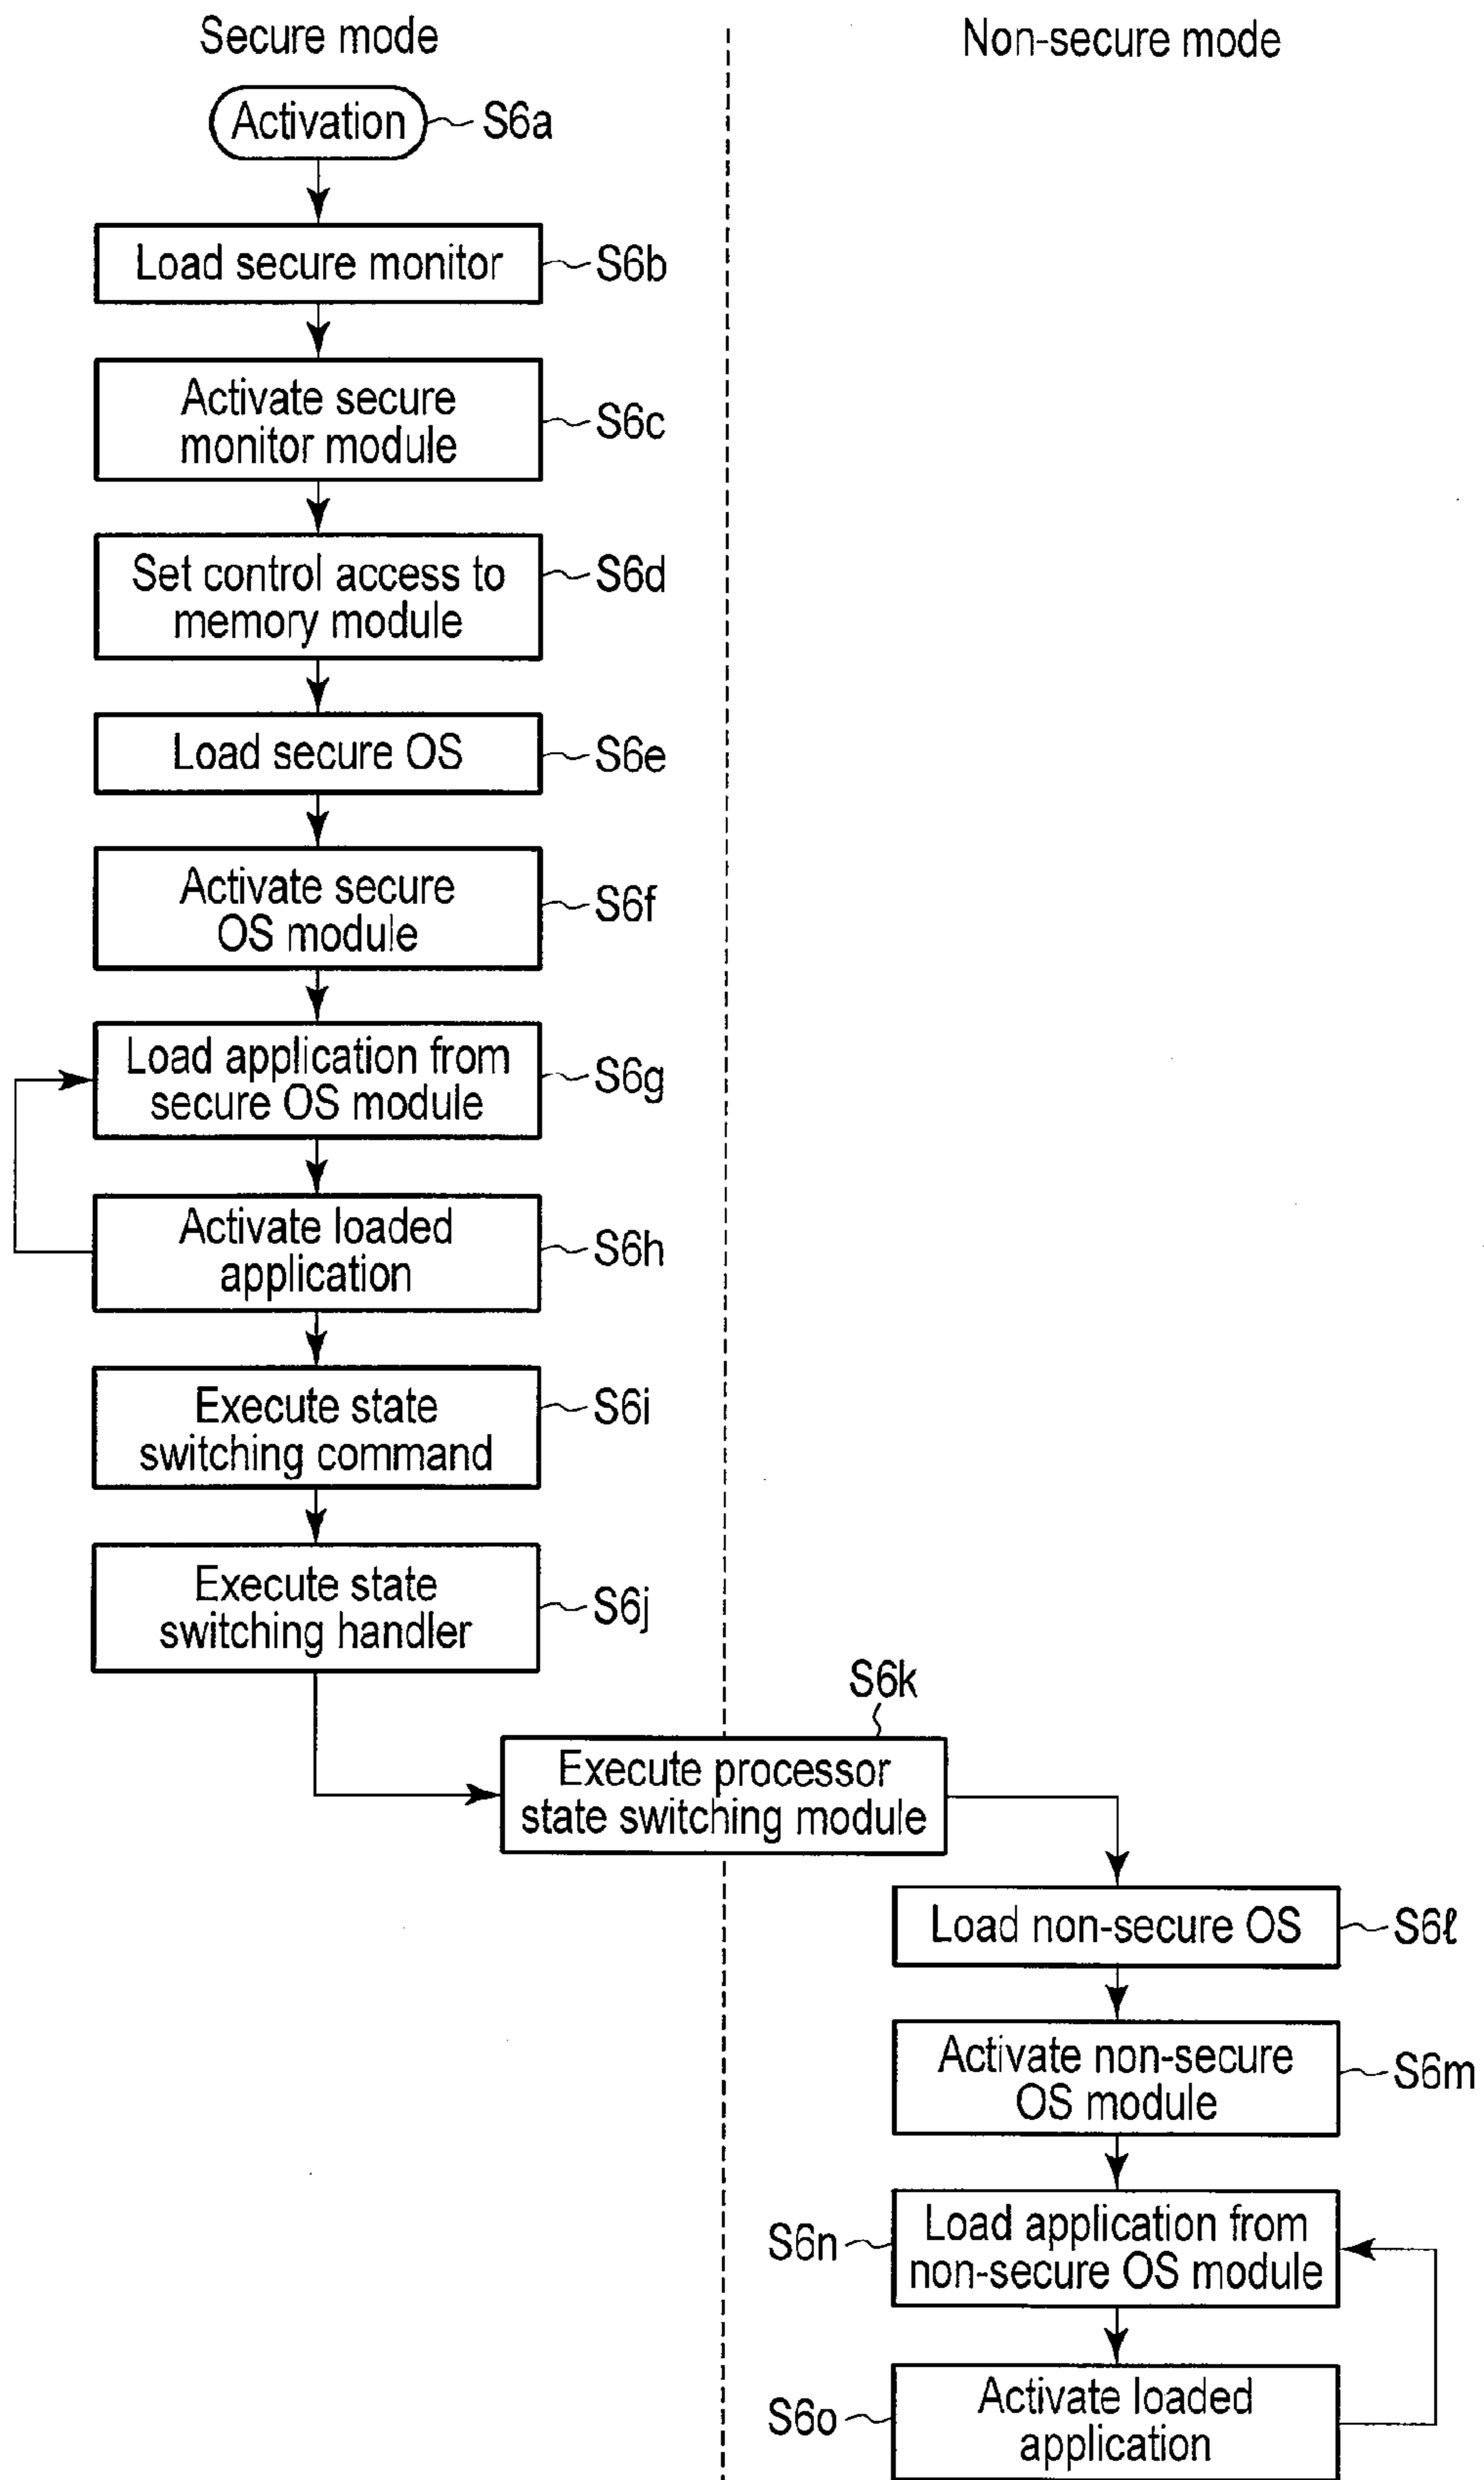 Secure mode
Non-secure mode
Activation
S6a
Load secure monitor
S6b
Activate secure
monitor module
S6c
Set control access to
memory module
S6d
Load secure OS
S6e
Activate secure
OS module
S6f
Load application from
secure OS module
S6g
Activate loaded
application
S6h
Execute state
switching command
S6i
Execute state
switching handler
S6j
S6k
Execute processor
state switching module
Load non-secure OS
S6ℓ
Activate non-secure
OS module
S6m
Load application from
non-secure OS module
S6n
Activate loaded
application
S6o